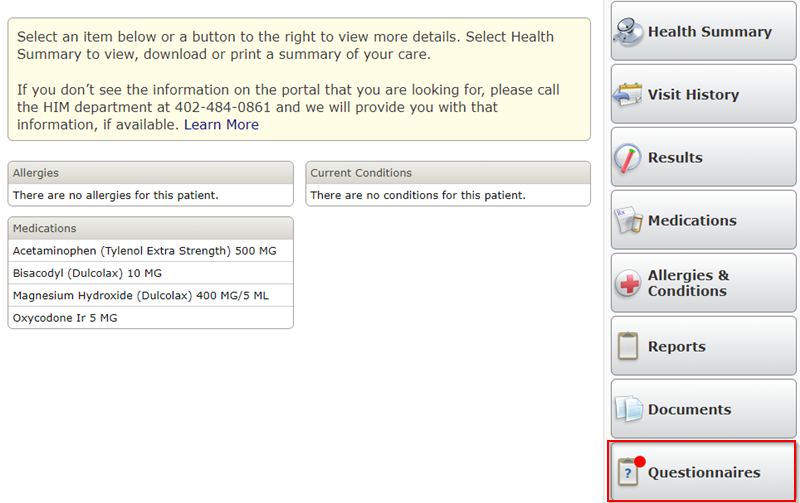 Select an item below or a button to the right to view more details. Select Health
Summary to view, download or print a summary of your care.
If you don’t see the information on the portal that you are looking for, please call
the HIM department at 402-484-0861 and we will provide you with that
information, if available. Learn More
Allergies
There are no allergies for this patient.
Current Conditions
There are no conditions for this patient.
Medications
Acetaminophen (Tylenol Extra Strength) 500 MG
Bisacodyl (Dulcolax) 10 MG
Magnesium Hydroxide (Dulcolax) 400 MG/5 ML
Oxycodone Ir 5 MG
Health Summary
Visit History
Results
Rx
Medications
Allergies &
Conditions
Reports
Documents
?
Questionnaires